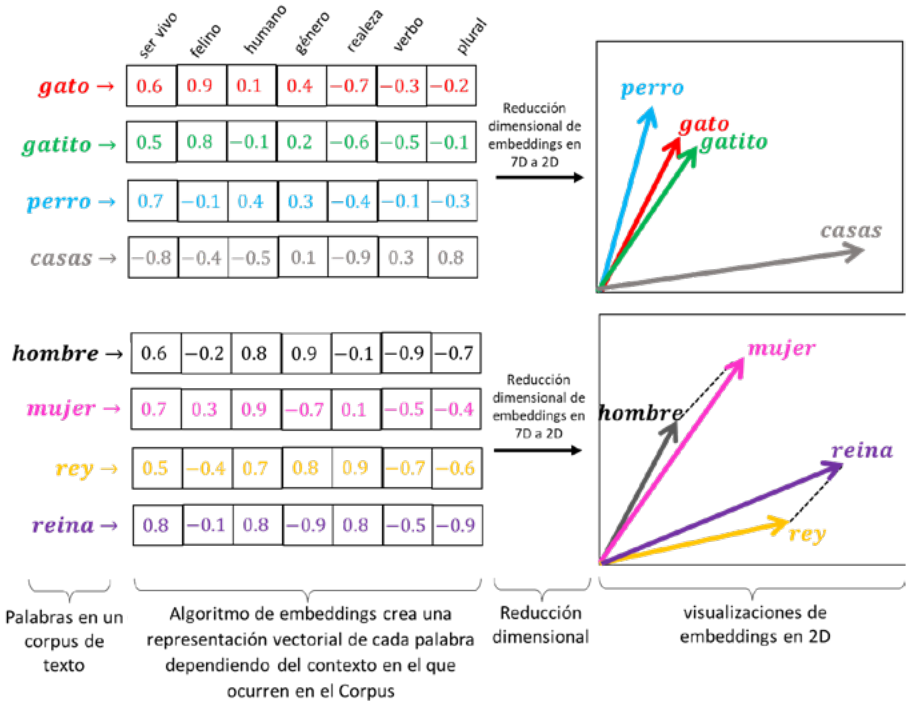 ser vivo felino humano género realeza verbo plural
gato → 0.6 0.9 0.1 0.4 −0.7 −0.3 −0.2
gatito → 0.5 0.8 −0.1 0.2 −0.6 −0.5 −0.1
perro → 0.7 −0.1 0.4 0.3 −0.4 −0.1 −0.3
casas → −0.8 −0.4 −0.5 0.1 −0.9 0.3 0.8
Reducción
dimensional de
embeddings en
7D a 2D
perro
gato
gatito
casas
hombre → 0.6 −0.2 0.8 0.9 −0.1 −0.9 −0.7
mujer → 0.7 0.3 0.9 −0.7 0.1 −0.5 −0.4
rey → 0.5 −0.4 0.7 0.8 0.9 −0.7 −0.6
reina → 0.8 −0.1 0.8 −0.9 0.8 −0.5 −0.9
Reducción
dimensional de
embeddings en
7D a 2D
mujer
hombre
reina
rey
Palabras en un
corpus de
texto
Algoritmo de embeddings crea una
representación vectorial de cada palabra
dependiendo del contexto en el que
ocurren en el Corpus
Reducción
dimensional
visualizaciones de
embeddings en 2D